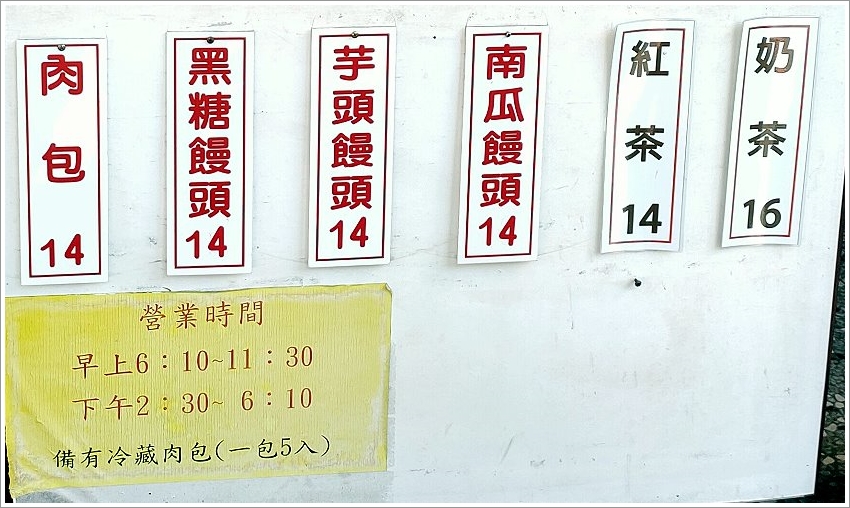 肉包
14
黑糖饅頭
14
芋頭饅頭
14
南瓜饅頭
14
紅茶
14
奶茶
16
營業時間
早上6：10~11：30
下午2：30~ 6：10
備有冷藏肉包(一包5入)